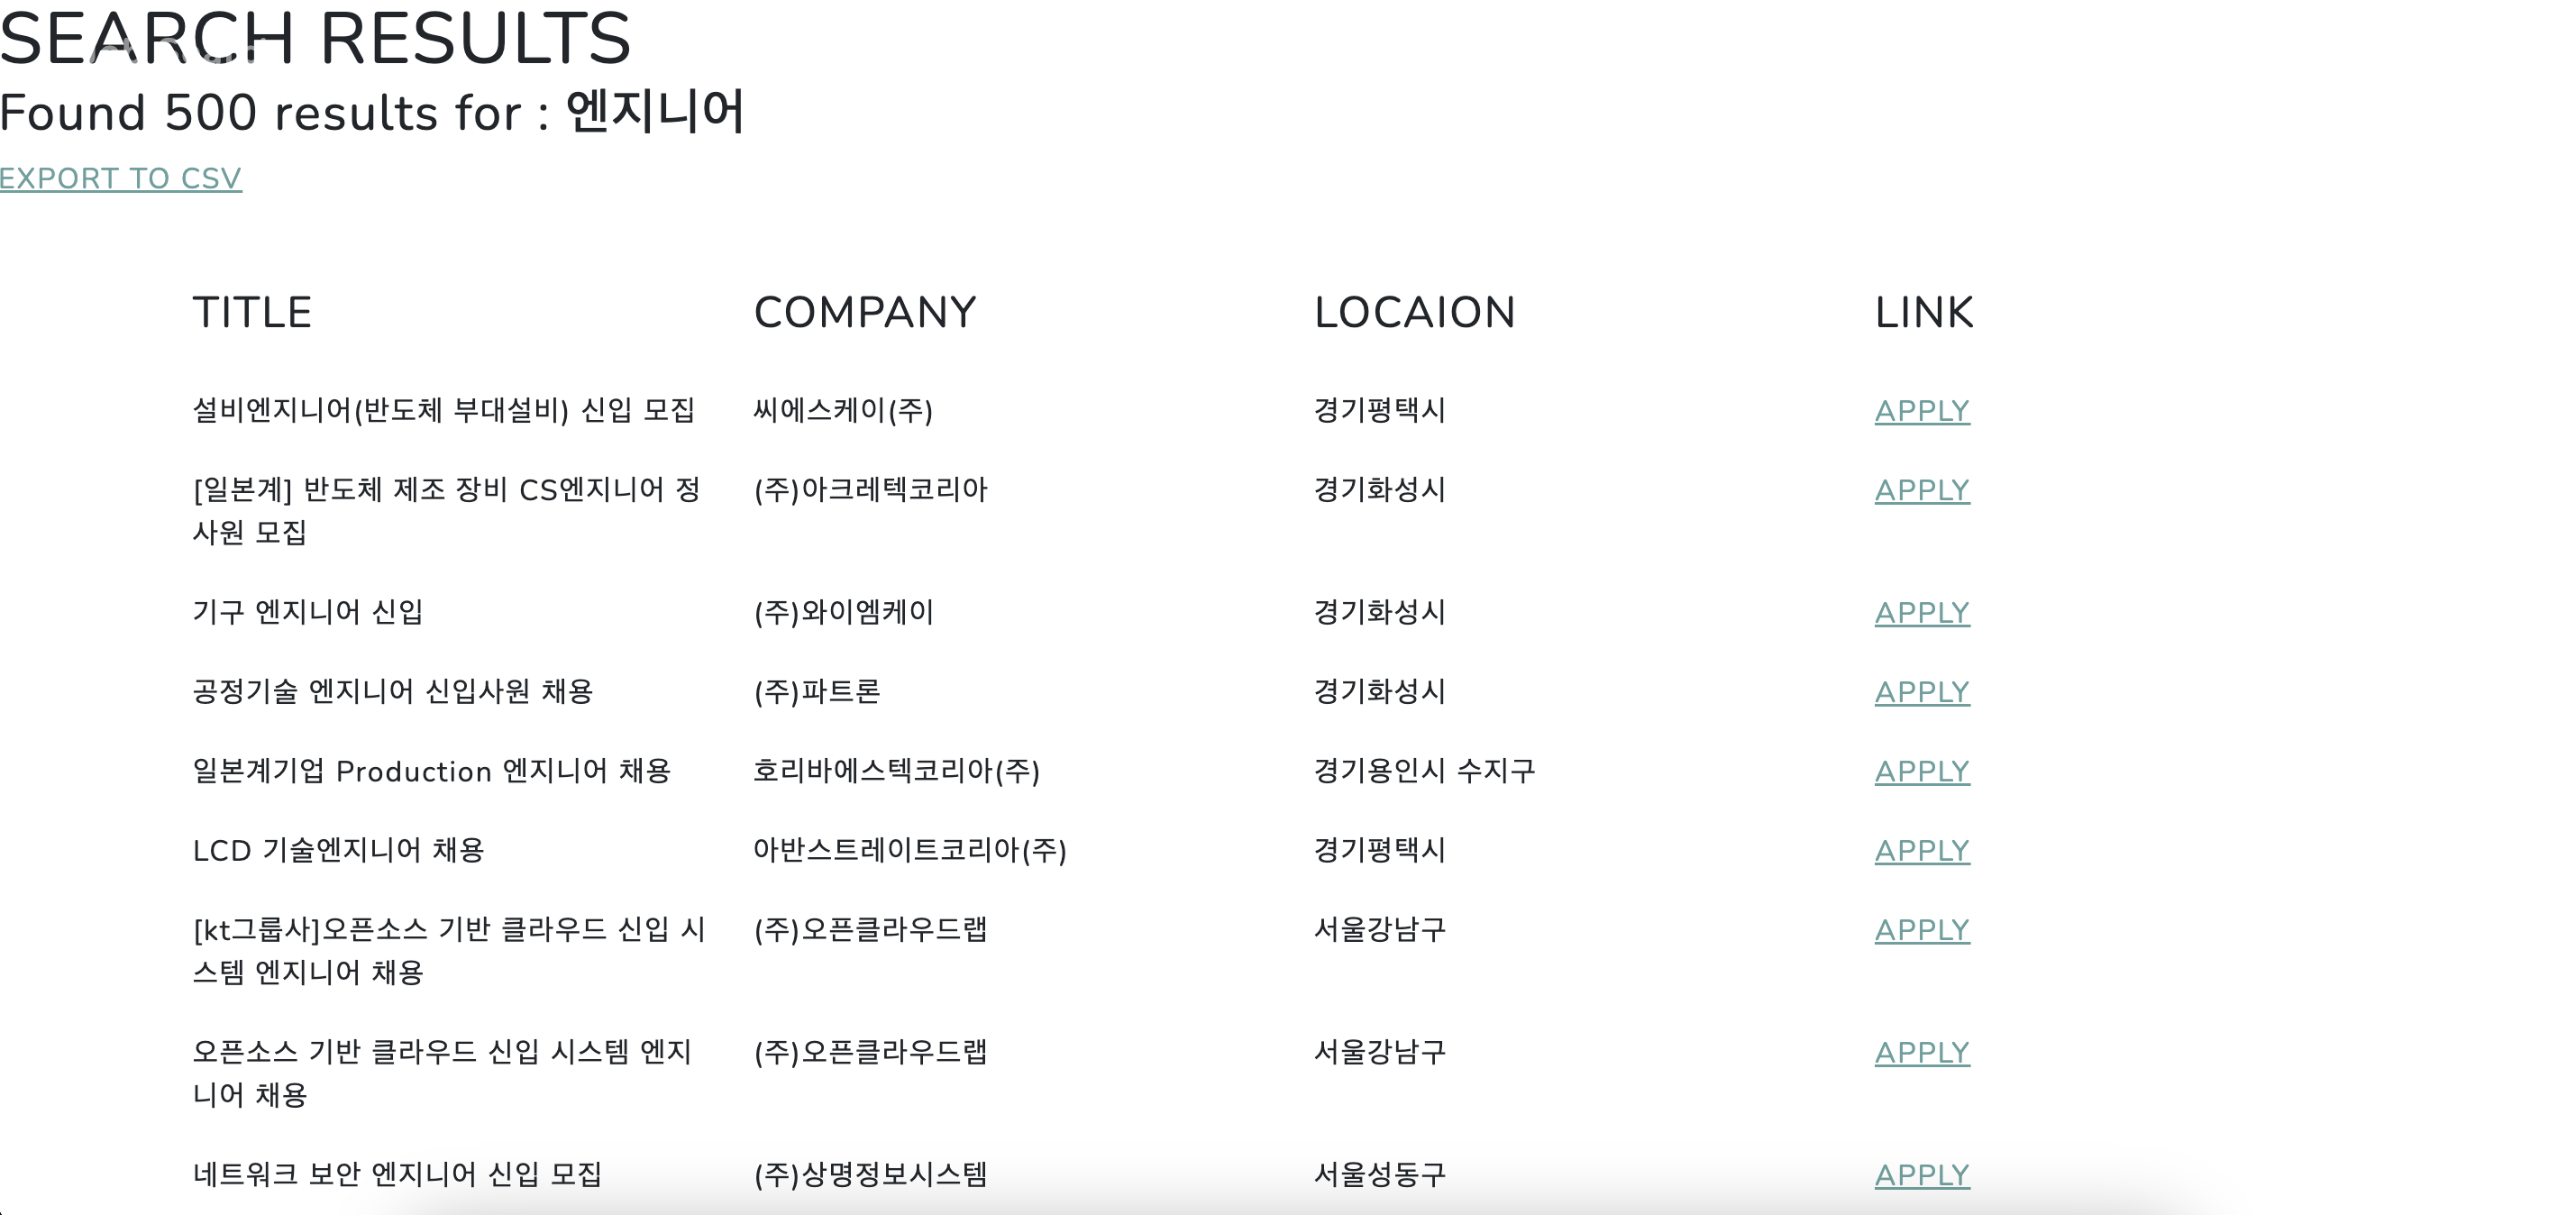 SEARCH RESULTS
Found 500 results for : 엔지니어
EXPORT TO CSV
TITLE COMPANY LOCAION LINK
설비엔지니어(반도체 부대설비) 신입 모집 씨에스케이(주) 경기평택시 APPLY
[일본계] 반도체 제조 장비 CS엔지니어 정 (주)아크레텍코리아 경기화성시 APPLY
사원 모집
기구 엔지니어 신입 (주)와이엠케이 경기화성시 APPLY
공정기술 엔지니어 신입사원 채용 (주)파트론 경기화성시 APPLY
일본계기업 Production 엔지니어 채용 호리바에스텍코리아(주) 경기용인시 수지구 APPLY
LCD 기술엔지니어 채용 아반스트레이트코리아(주) 경기평택시 APPLY
[kt그룹사]오픈소스 기반 클라우드 신입 시 (주)오픈클라우드랩 서울강남구 APPLY
스템 엔지니어 채용
오픈소스 기반 클라우드 신입 시스템 엔지 (주)오픈클라우드랩 서울강남구 APPLY
니어 채용
네트워크 보안 엔지니어 신입 모집 (주)상명정보시스템 서울성동구 APPLY